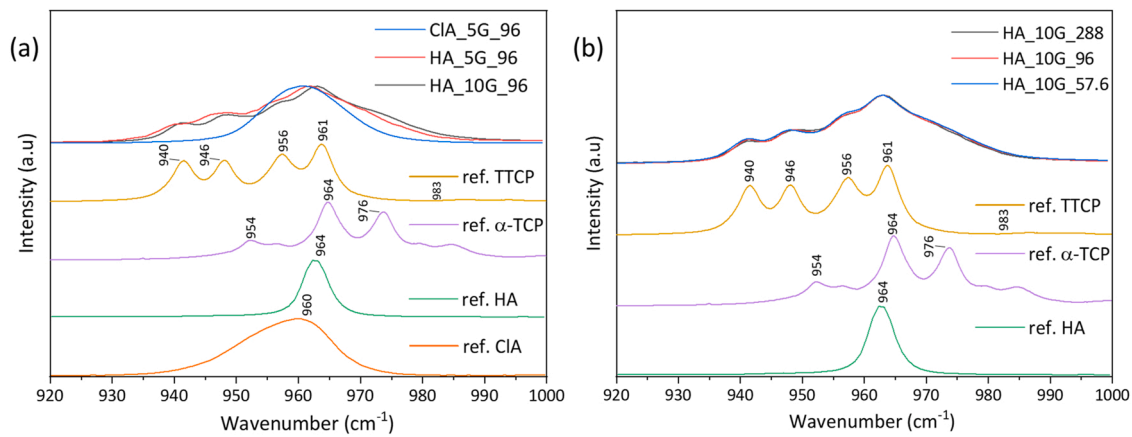 (a)
ClA_5G_96
HA_5G_96
HA_10G_96
940
946
956
961
983
ref. TTCP
954
964
976
ref. α-TCP
964
ref. HA
960
ref. ClA
Intensity (a.u)
920 930 940 950 960 970 980 990 1000
Wavenumber (cm-1)
(b)
HA_10G_288
HA_10G_96
HA_10G_57.6
940
946
956
961
983
ref. TTCP
954
964
976
ref. α-TCP
964
ref. HA
Intensity (a.u)
920 930 940 950 960 970 980 990 1000
Wavenumber (cm-1)